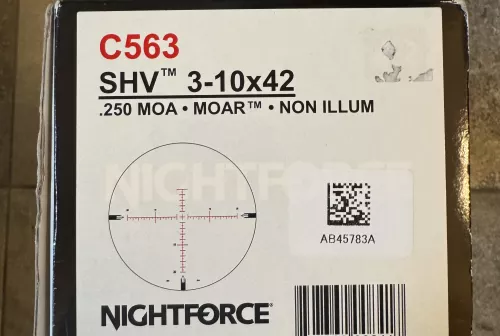 C563
SHV™ 3-10x42
.250 MOA • MOAR™ • NON ILLUM
NIGHTFORCE
AB45783A
NIGHTFORCE®